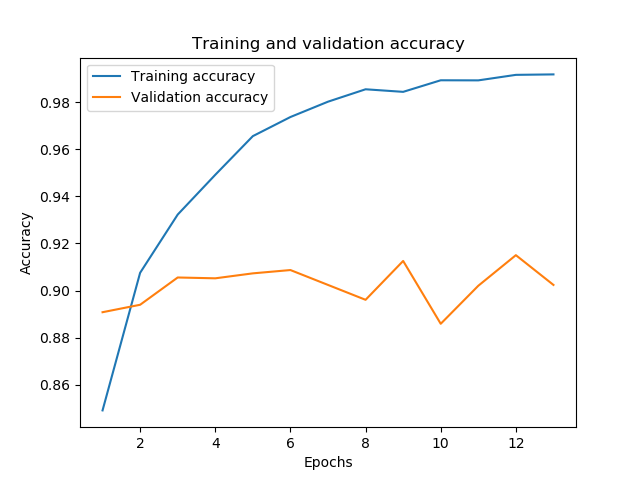 Training and validation accuracy
Training accuracy
Validation accuracy
0.98
0.96
0.94
0.92
0.90
0.88
0.86
Accuracy
2 4 6 8 10 12
Epochs